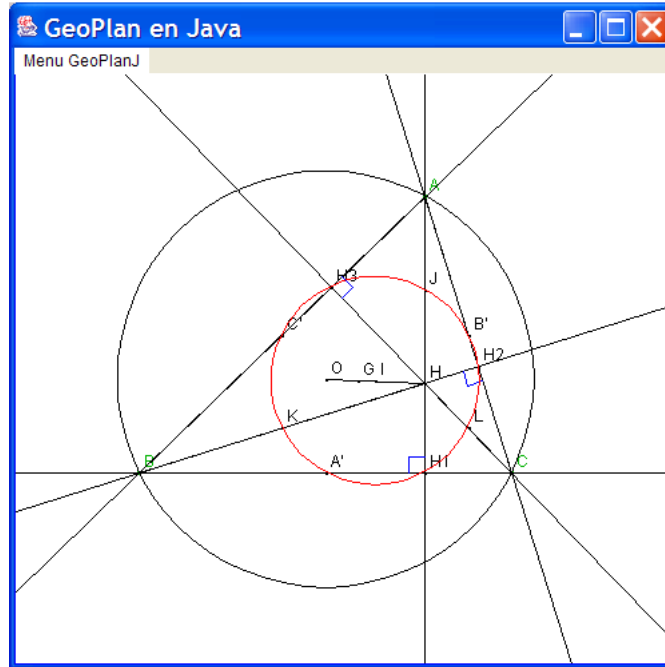 GeoPlan en Java
Menu GeoPlanJ
A
H3
J
C'
B'
H2
O
G I
H
K
L
B
A'
H1
C